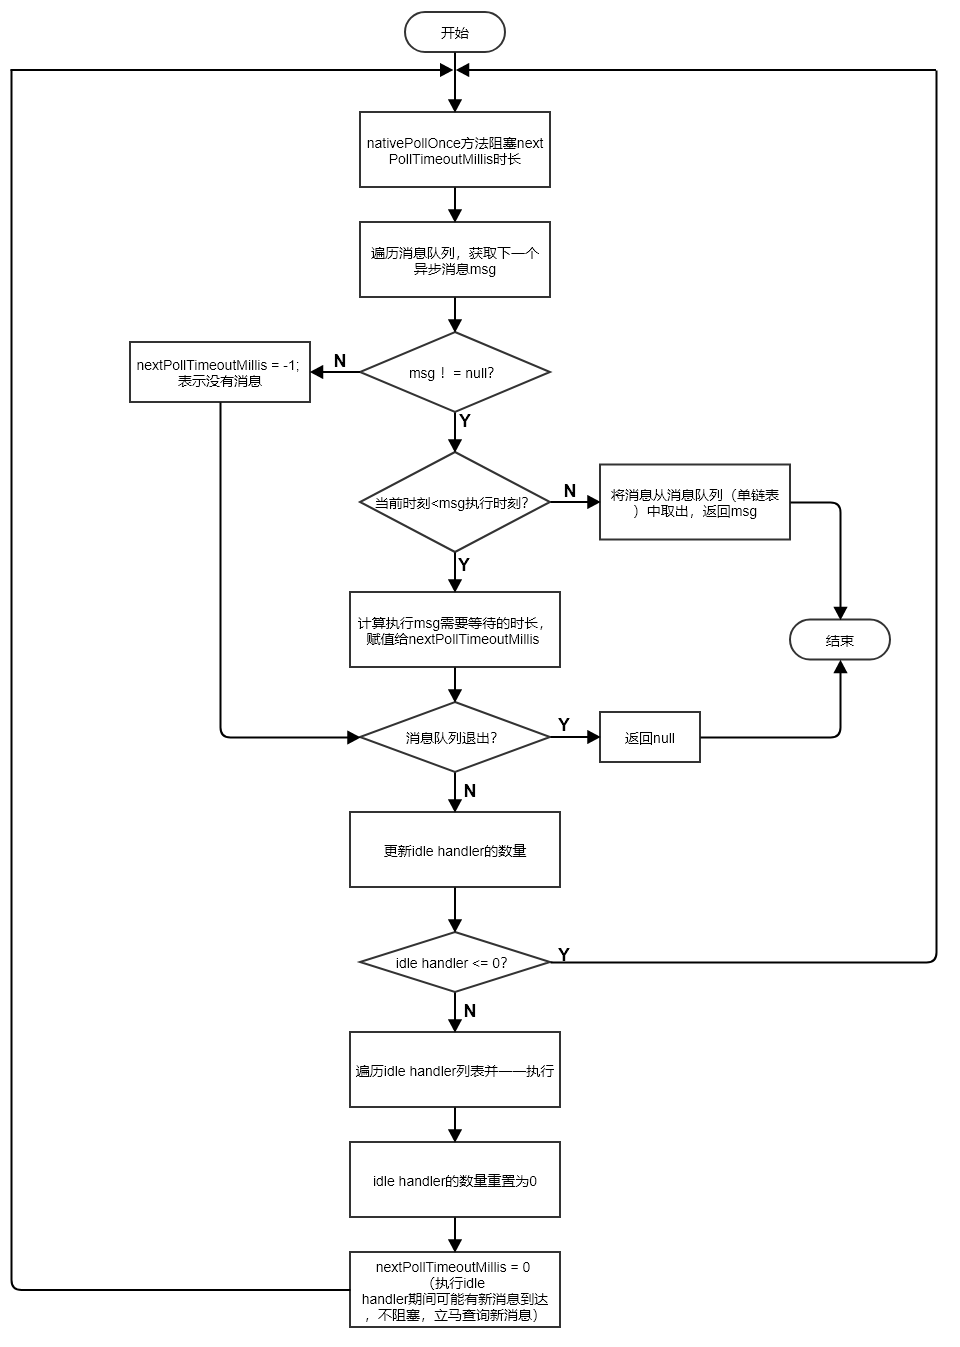 开始
nativePollOnce方法阻塞next
PollTimeoutMillis时长
遍历消息队列，获取下一个
异步消息msg
msg ！= null?
N
nextPollTimeoutMillis = -1;
表示没有消息
Y
当前时刻<msg执行时刻?
N
将消息从消息队列（单链表
）中取出，返回msg
Y
计算执行msg需要等待的时长，
赋值给nextPollTimeoutMillis
结束
消息队列退出?
Y
返回null
N
更新idle handler的数量
idle handler <= 0?
Y
N
遍历idle handler列表并一一执行
idle handler的数量重置为0
nextPollTimeoutMillis = 0
（执行idle
handler期间可能有新消息到达
，不阻塞，立马查询新消息）